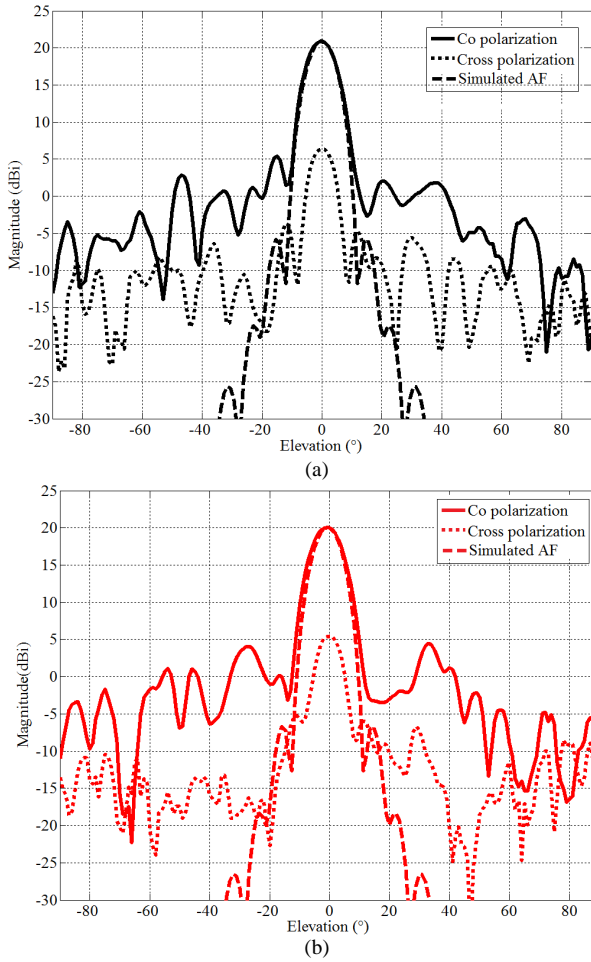 25
20
15
10
5
0
-5
-10
-15
-20
-25
-30
Magnitude (dBi)
Co polarization
Cross polarization
Simulated AF
-80 -60 -40 -20 0 20 40 60 80
Elevation (°)
(a)
25
20
15
10
5
0
-5
-10
-15
-20
-25
-30
Magnitude(dBi)
Co polarization
Cross polarization
Simulated AF
-80 -60 -40 -20 0 20 40 60 80
Elevation (°)
(b)